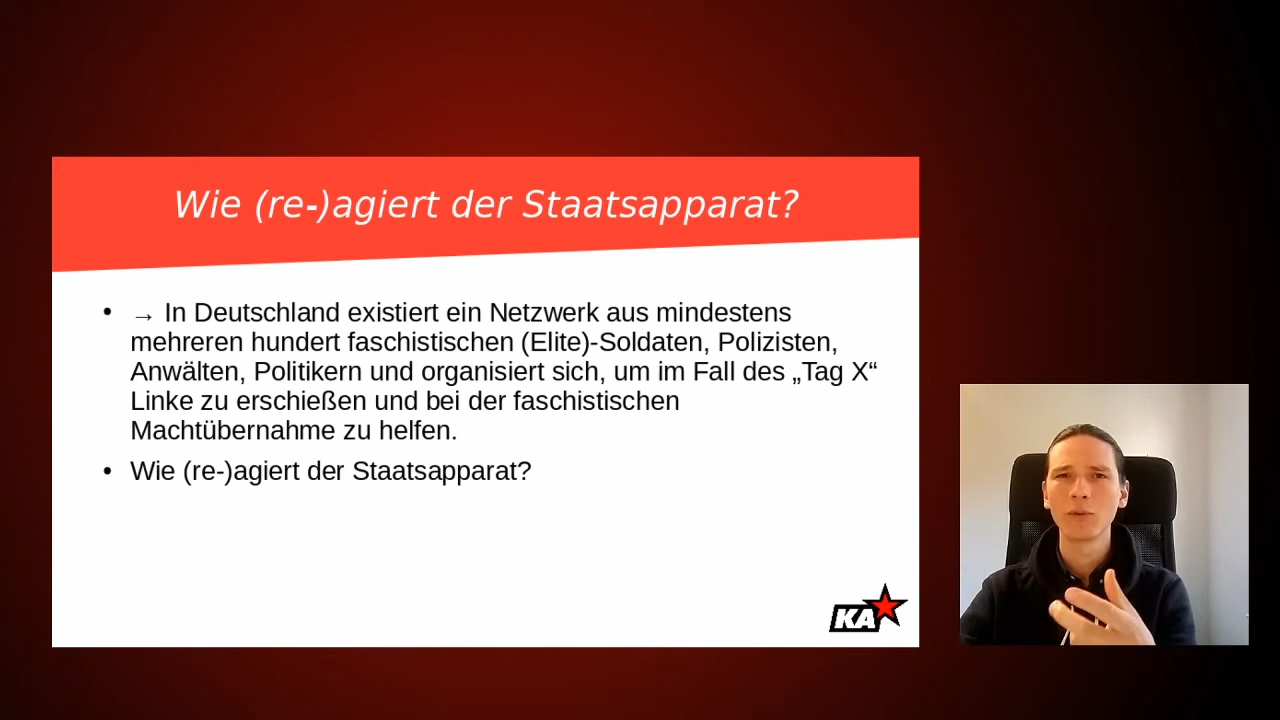 Wie (re-)agiert der Staatsapparat?
• → In Deutschland existiert ein Netzwerk aus mindestens
mehreren hundert faschistischen (Elite)-Soldaten, Polizisten,
Anwälten, Politikern und organisiert sich, um im Fall des „Tag X“
Linke zu erschießen und bei der faschistischen
Machtübernahme zu helfen.
• Wie (re-)agiert der Staatsapparat?
KA